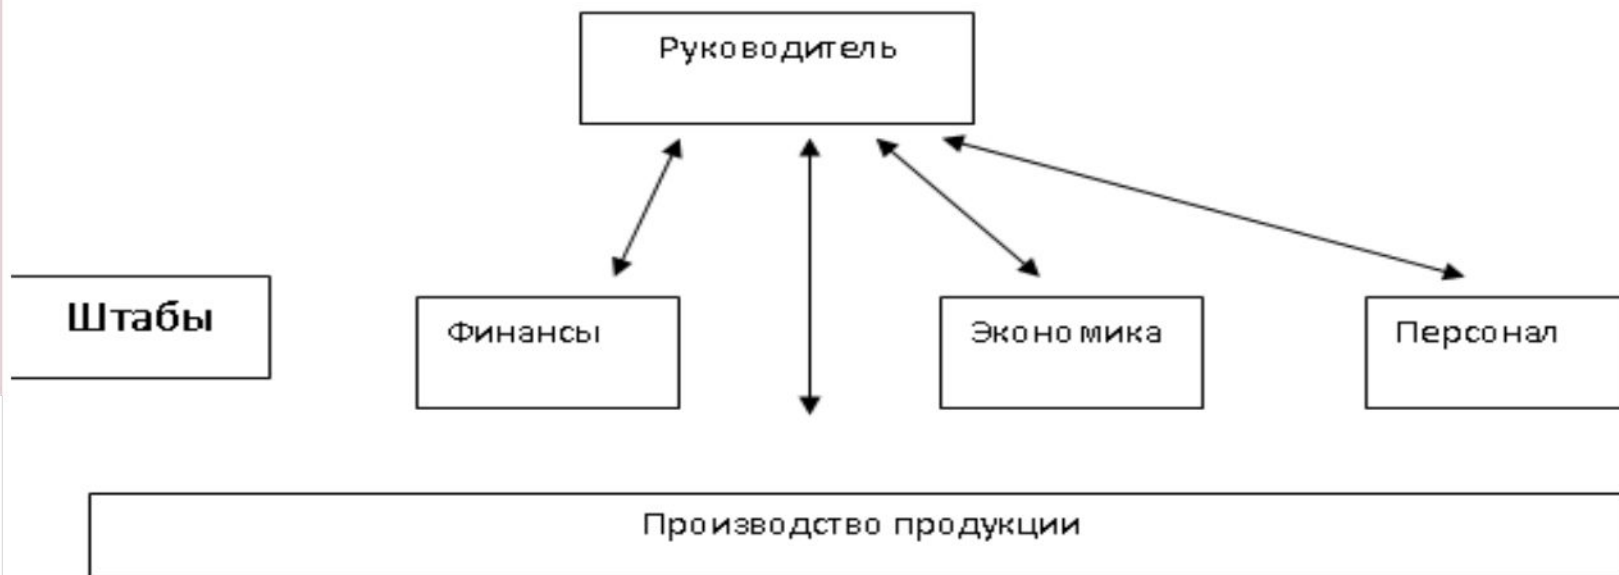 Руководитель
Штабы
Финансы
Экономика
Персонал
Производство продукции